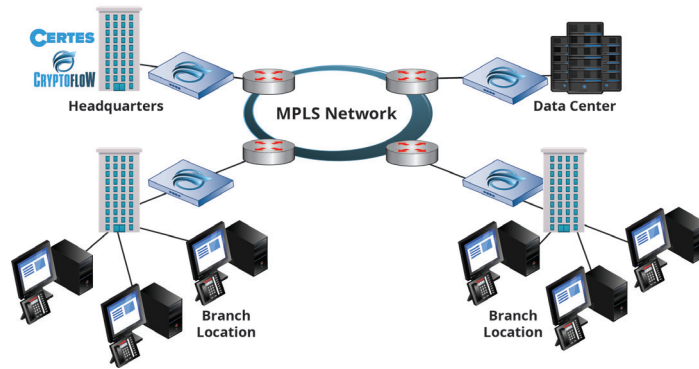 CERTES
CRYPTOFLOW
Headquarters
MPLS Network
Data Center
Branch
Location
Branch
Location